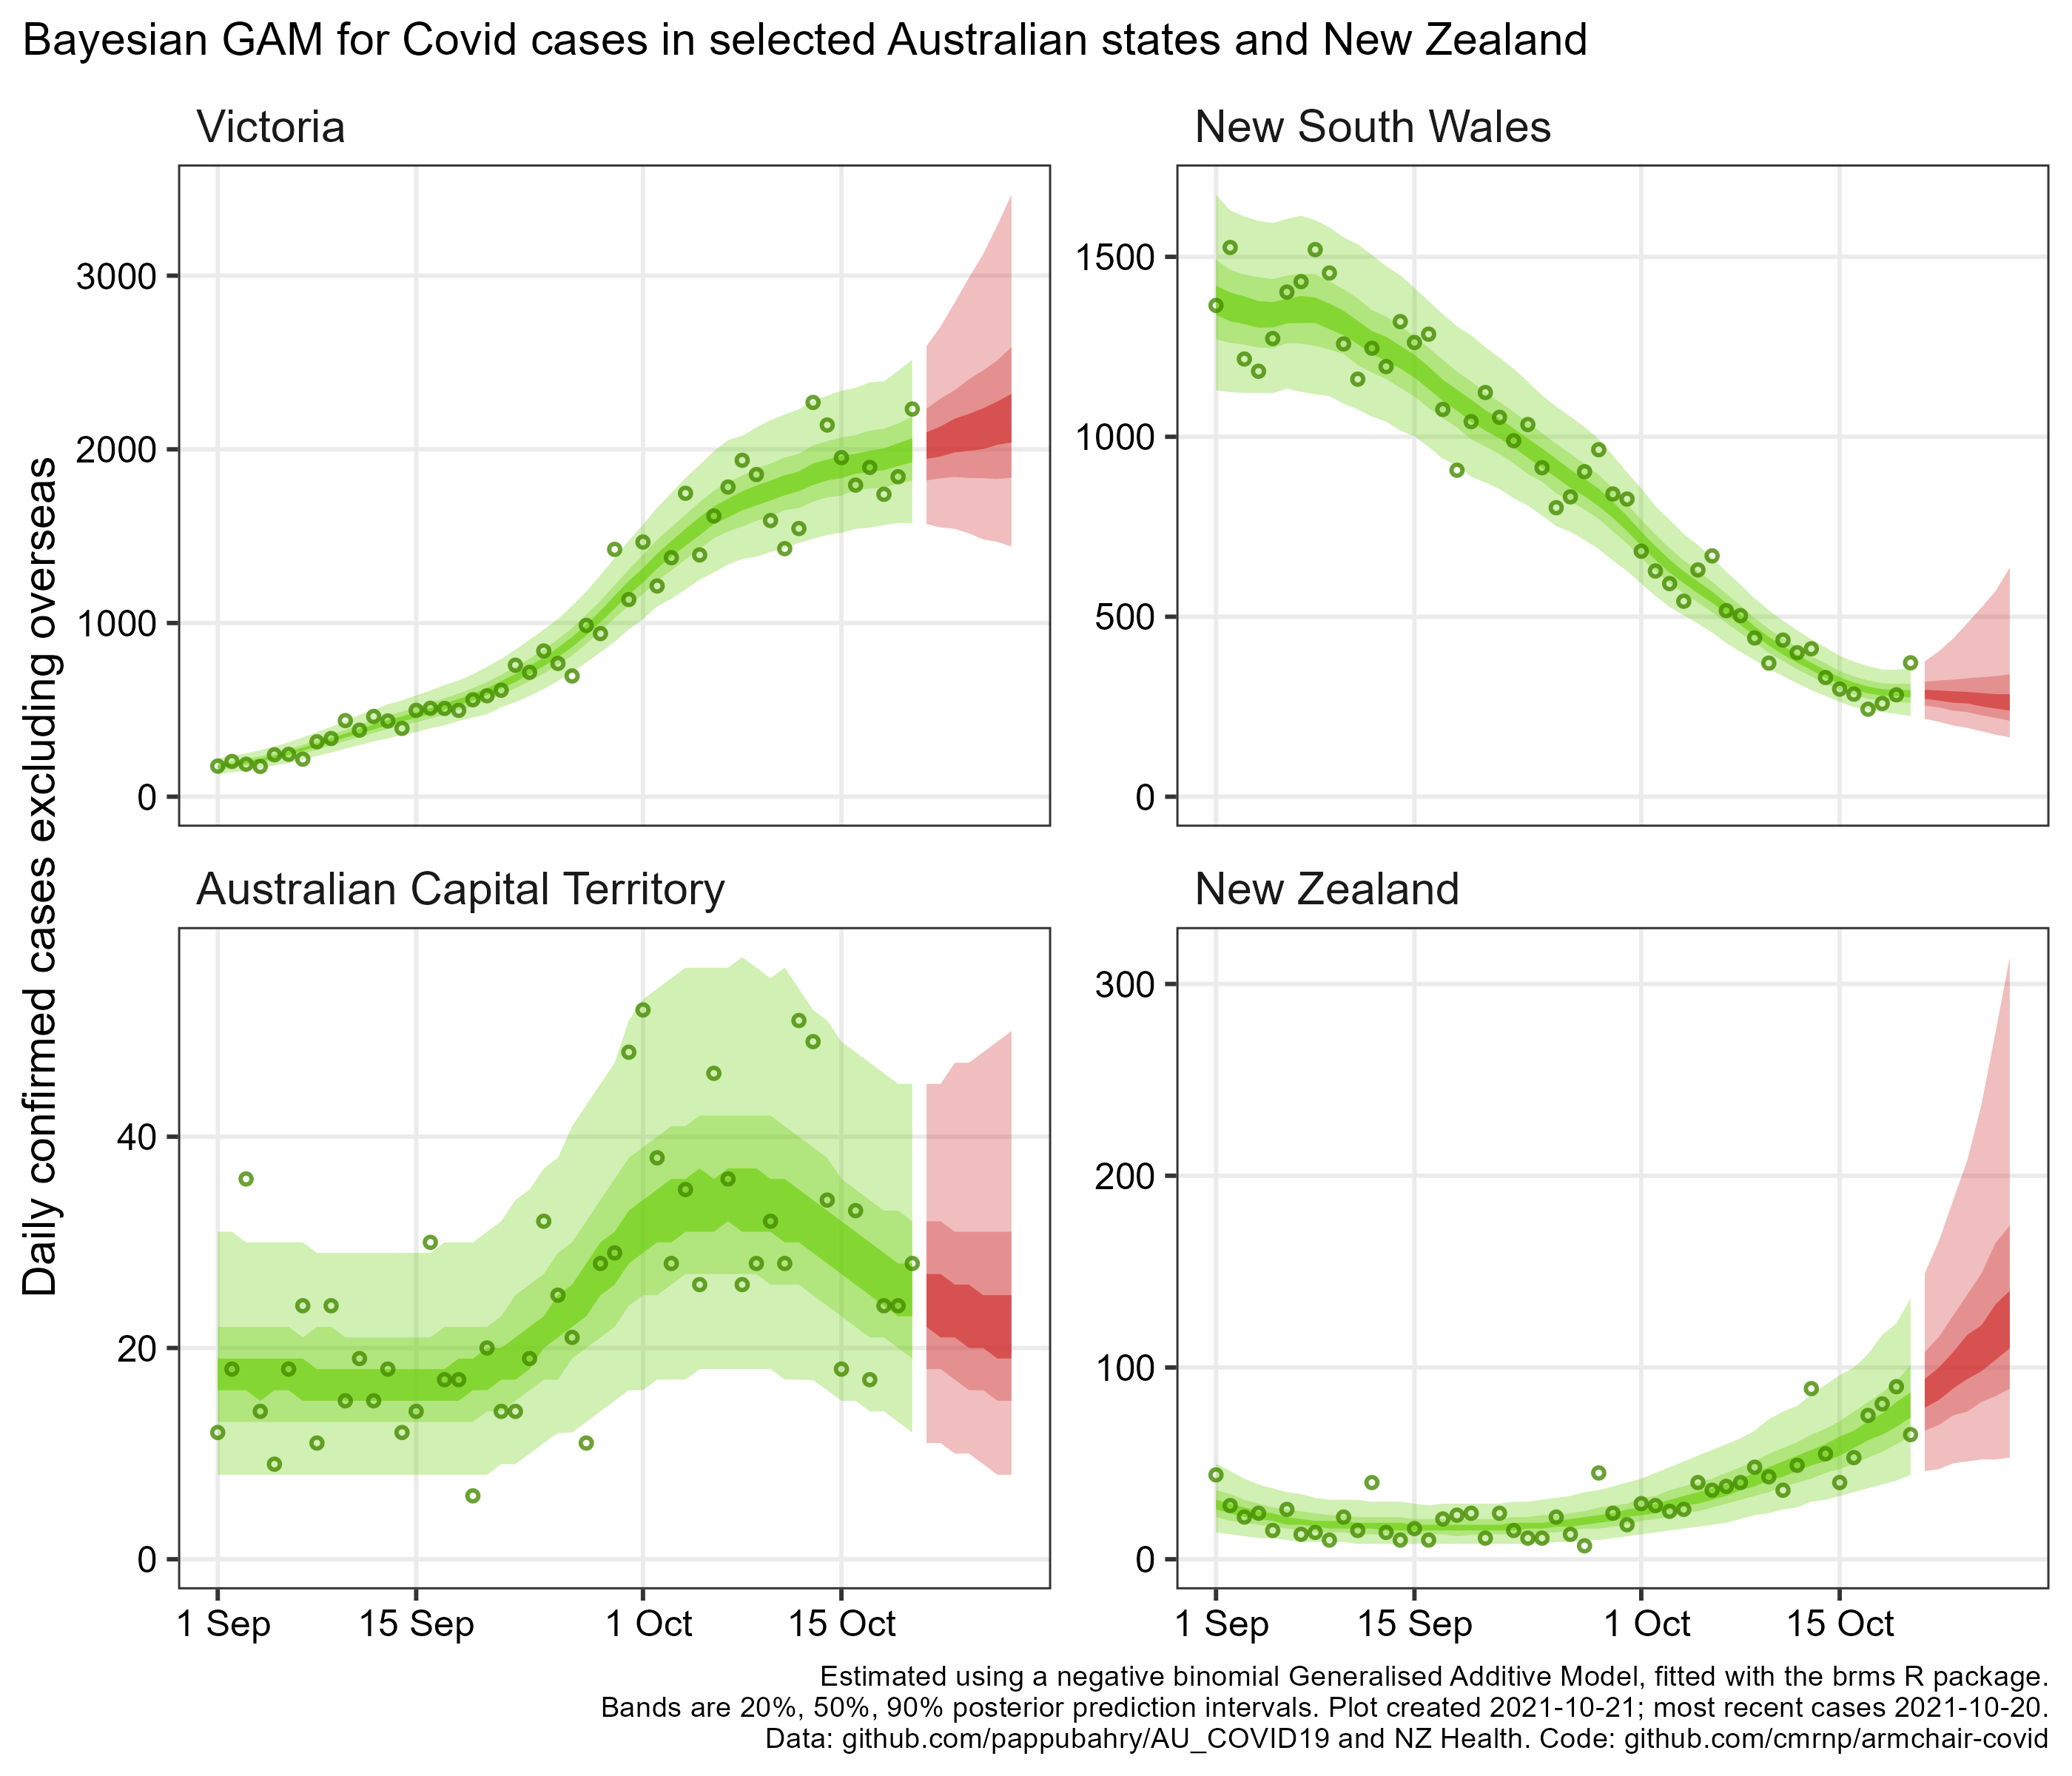 Bayesian GAM for Covid cases in selected Australian states and New Zealand
Daily confirmed cases excluding overseas
Victoria
3000
2000
1000
0
New South Wales
1500
1000
500
0
Australian Capital Territory
40
20
0
1 Sep
15 Sep
1 Oct
15 Oct
New Zealand
300
200
100
0
1 Sep
15 Sep
1 Oct
15 Oct
Estimated using a negative binomial Generalised Additive Model, fitted with the brms R package.
Bands are 20%, 50%, 90% posterior prediction intervals. Plot created 2021-10-21; most recent cases 2021-10-20.
Data: github.com/pappubahry/AU_COVID19 and NZ Health. Code: github.com/cmrnp/armchair-covid